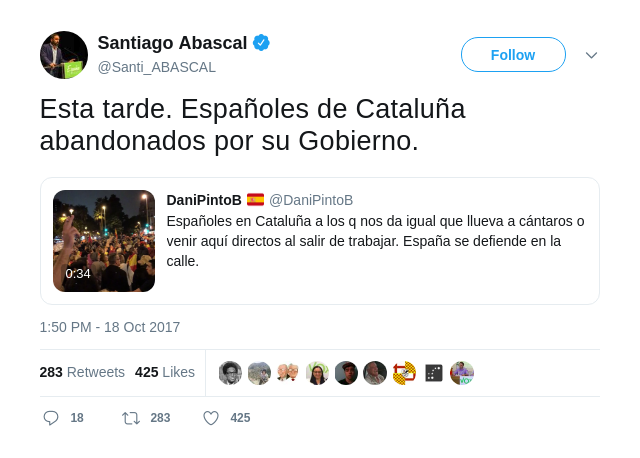 Santiago Abascal
@Santi_ABASCAL
Follow
Esta tarde. Españoles de Cataluña
abandonados por su Gobierno.
DaniPintoB @DaniPintoB
Españoles en Cataluña a los q nos da igual que llueva a cántaros o
venir aquí directos al salir de trabajar. España se defiende en la
calle.
0:34
1:50 PM - 18 Oct 2017
283 Retweets 425 Likes
18 283 425